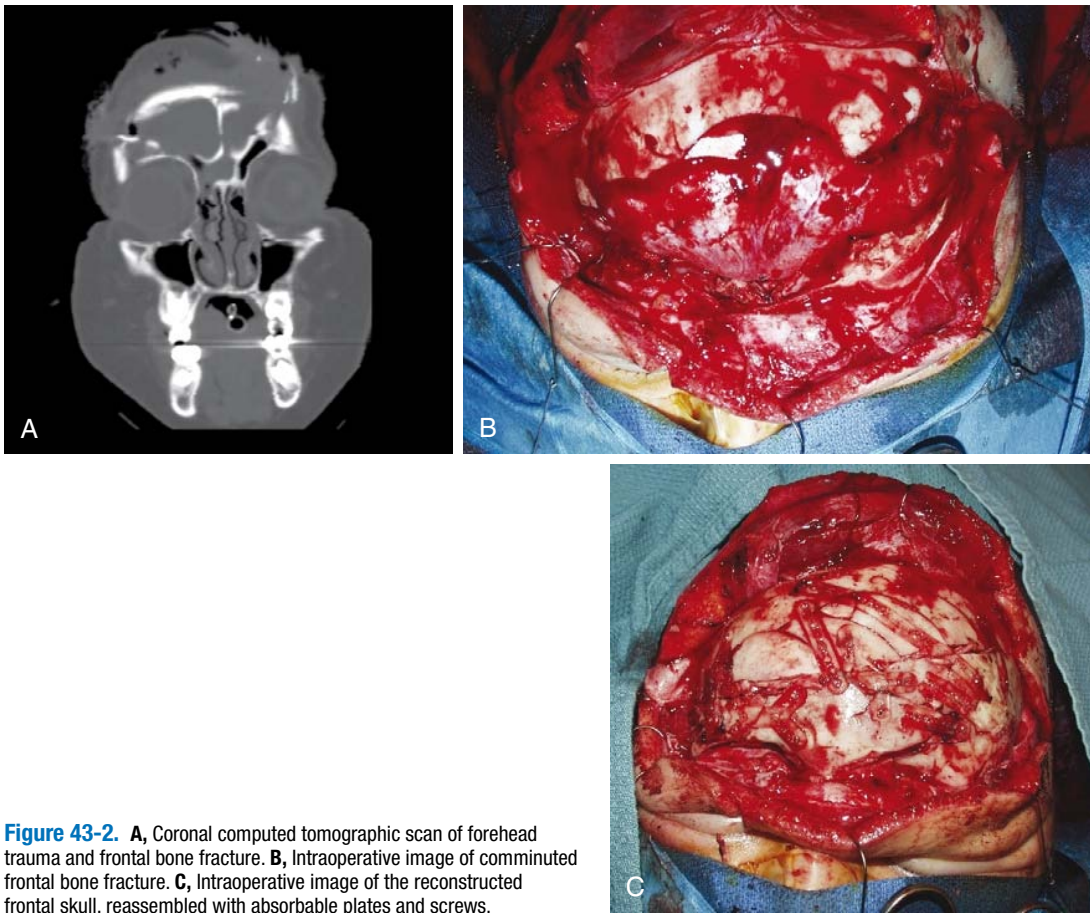 A
B
C
Figure 43-2. A, Coronal computed tomographic scan of forehead
trauma and frontal bone fracture. B, Intraoperative image of comminuted
frontal bone fracture. C, Intraoperative image of the reconstructed
frontal skull, reassembled with absorbable plates and screws.